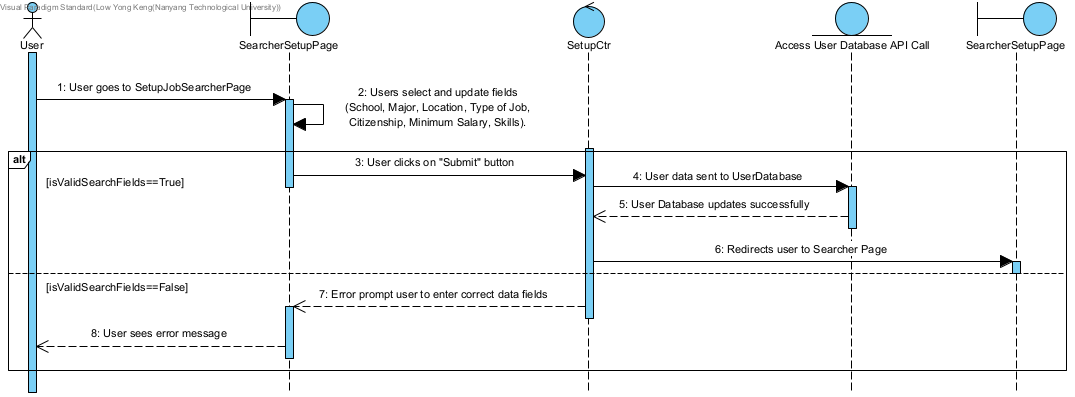 Visual Paradigm Standard(Low Yong Keng(Nanyang Technological University))
User
SearcherSetupPage
SetupCtr
Access User Database API Call
SearcherSetupPage
1: User goes to SetupJobSearcherPage
2: Users select and update fields
(School, Major, Location, Type of Job,
Citizenship, Minimum Salary, Skills).
alt
3: User clicks on "Submit" button
[isValidSearchFields==True]
4: User data sent to UserDatabase
5: User Database updates successfully
6: Redirects user to Searcher Page
[isValidSearchFields==False]
7: Error prompt user to enter correct data fields
8: User sees error message